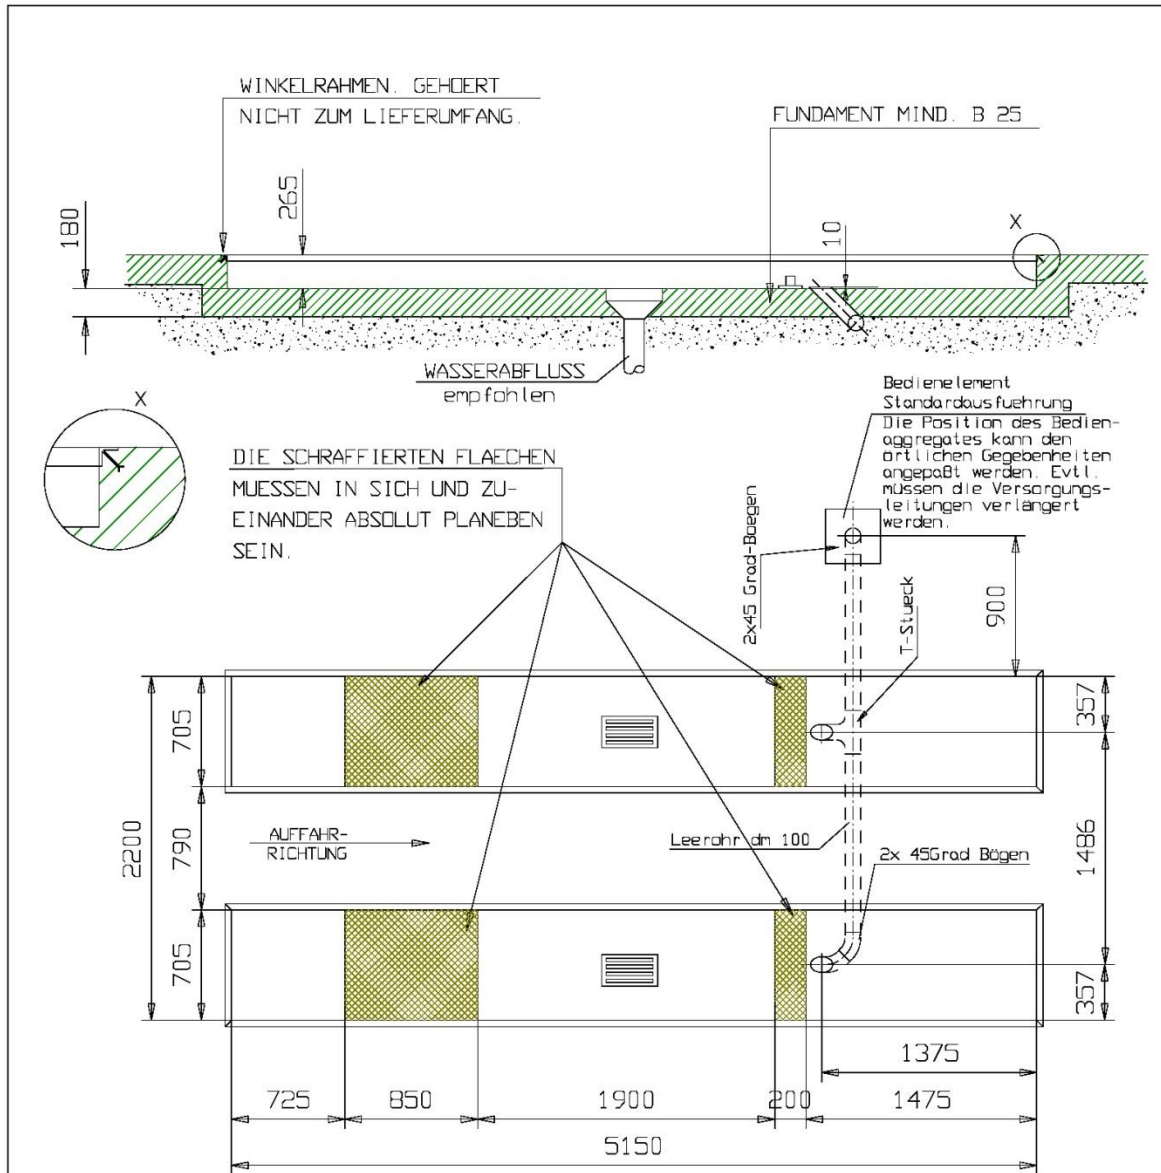 WINKELRAHMEN. GEHOERT
NICHT ZUM LIEFERUMFANG.
FUNDAMENT MIND. B 25
265
180
10
X
WASSERABFLUSS
empfohlen
X
DIE SCHRAFFIERTEN FLAECHEN
MUESSEN IN SICH UND ZU-
EINANDER ABSOLUT PLANEBEN
SEIN.
Bedienelement
Standardausfuehrung
Die Position des Bedien-
aggregates kann den
örtlichen Gegebenheiten
angepaßt werden. Evtl.
müssen die Versorgungs-
leitungen verlängert
werden.
2x45 Grad-Boegen
T-Stueck
900
705
357
2200
790
AUFFAHR-
RICHTUNG
Leerohr dm 100
2x 45Grad Bögen
1486
705
357
1375
725
850
1900
200
1475
5150